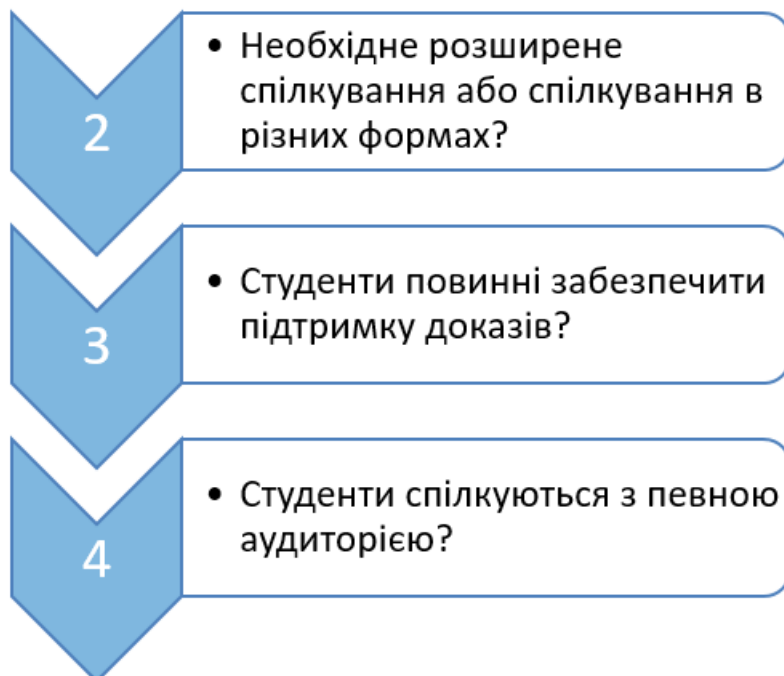 2
• Необхідне розширене
спілкування або спілкування в
різних формах?
3
• Студенти повинні забезпечити
підтримку доказів?
4
• Студенти спілкуються з певною
аудиторією?